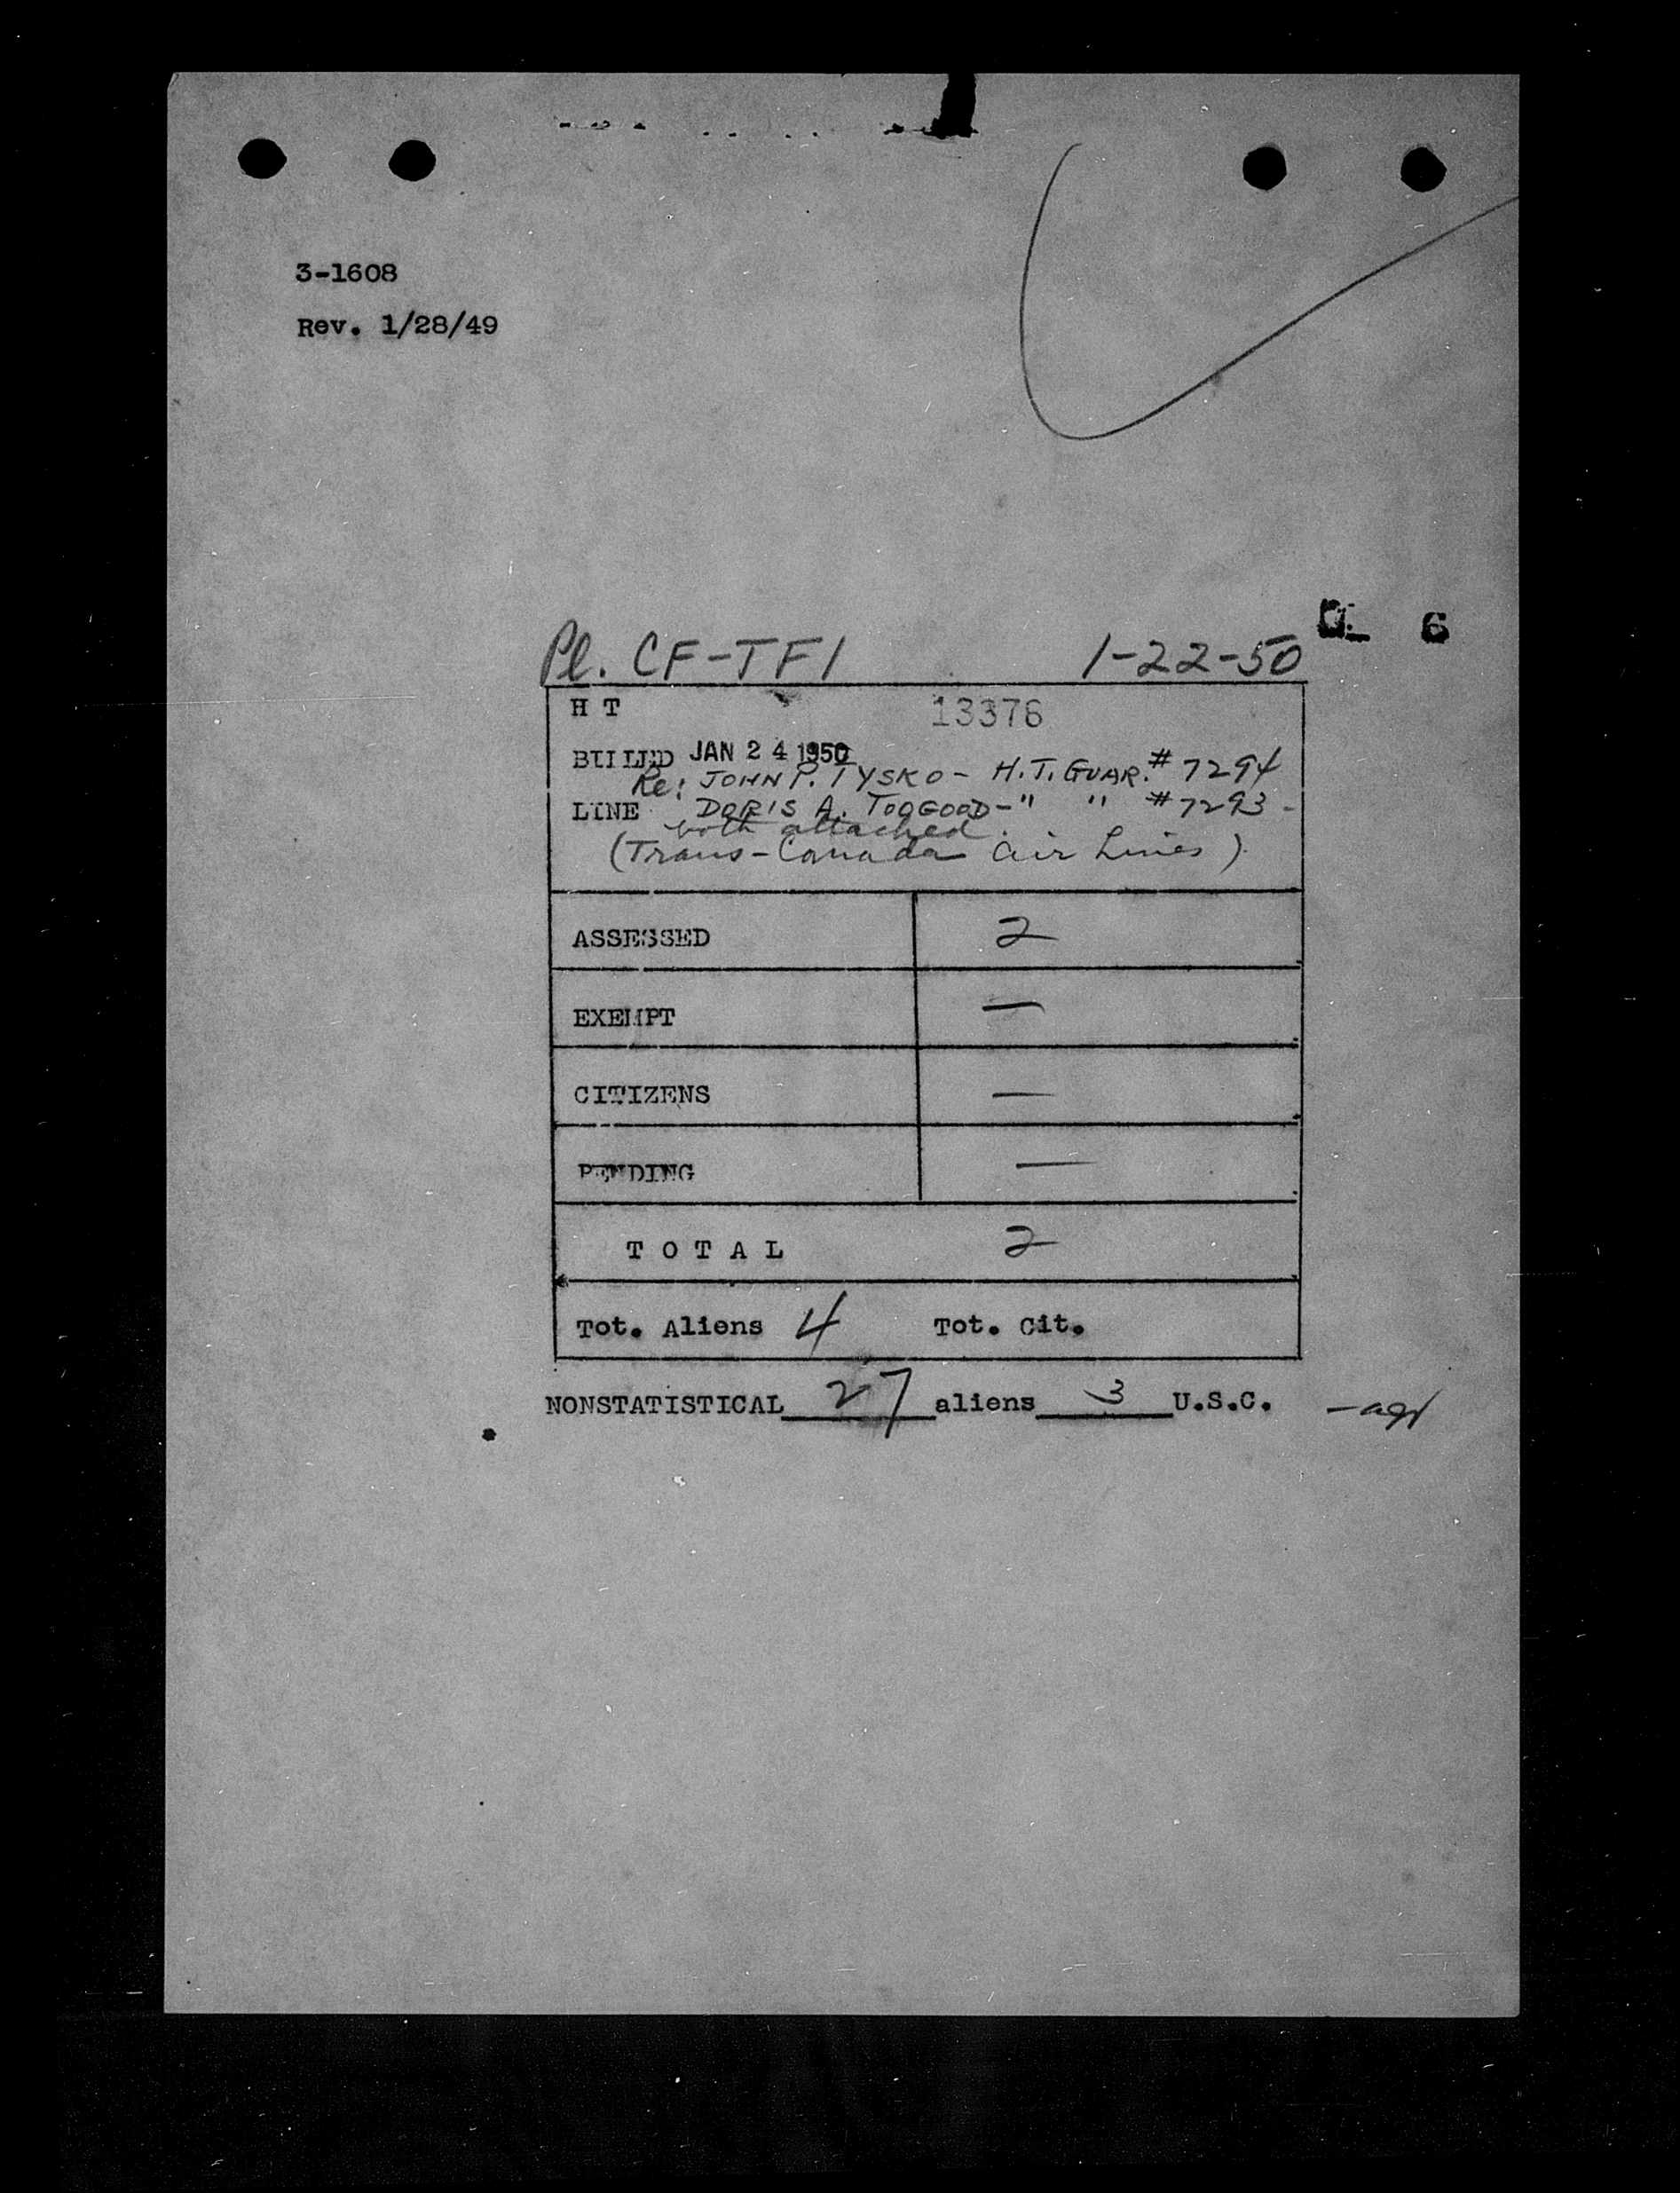 3-1608
Rev. 1/28/49
6
Pl. CF-TFI 1-22-50
H T 13378
BILLED JAN 24 1950
Re: JOHN P. TYSKO - H.T. GUAR. # 7294
LINE DORIS A. TOOGOOD - " " # 7293 -
both attached.
(Trans-Canada Air Lines).
ASSESSED 2
EXEMPT —
CITIZENS —
PENDING —
T O T A L 2
Tot. Aliens 4 Tot. Cit.
NONSTATISTICAL 27 aliens 3 U.S.C.